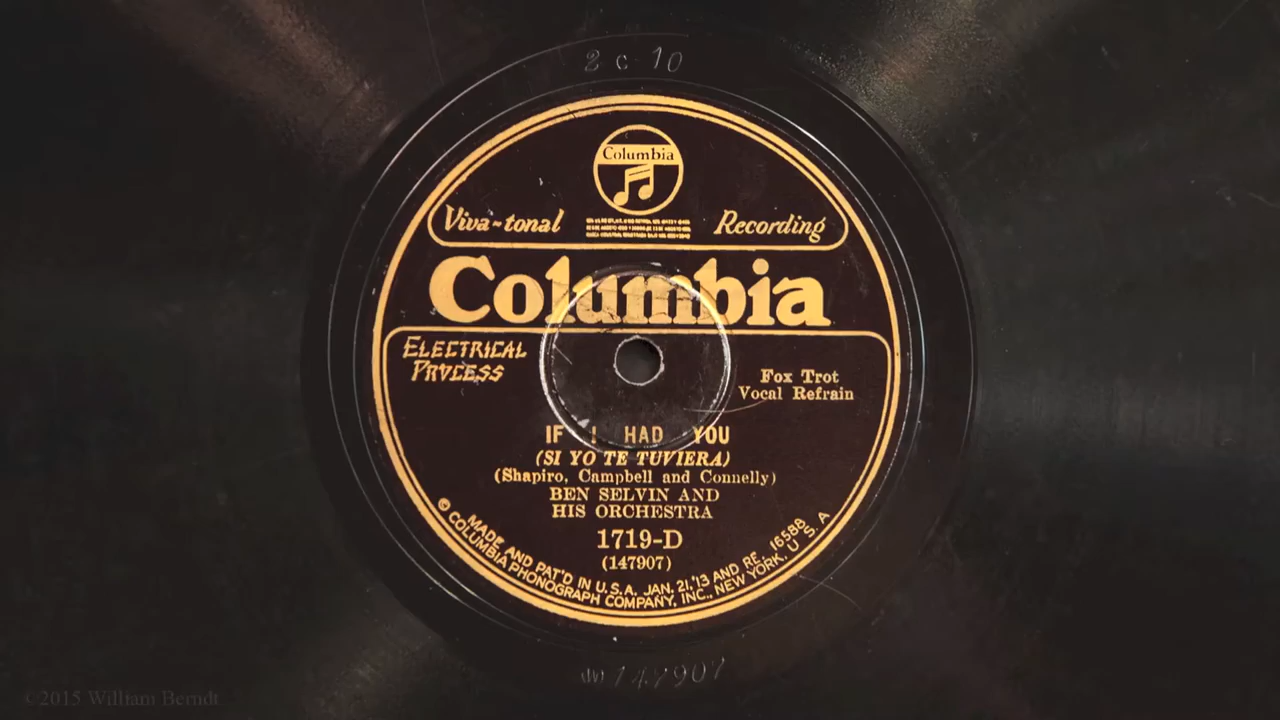 2 C 10
Columbia
Viva-tonal Recording
Columbia
ELECTRICAL
PROCESS
Fox Trot
Vocal Refrain
IF I HAD YOU
(SI YO TE TUVIERA)
(Shapiro, Campbell and Connelly)
BEN SELVIN AND
HIS ORCHESTRA
1719-D
(147907)
MADE AND PAT'D IN U.S.A. JAN. 21,'13 AND RE. 16588
© COLUMBIA PHONOGRAPH COMPANY, INC., NEW YORK, U.S.A
W 147907
©2015 William Berndt